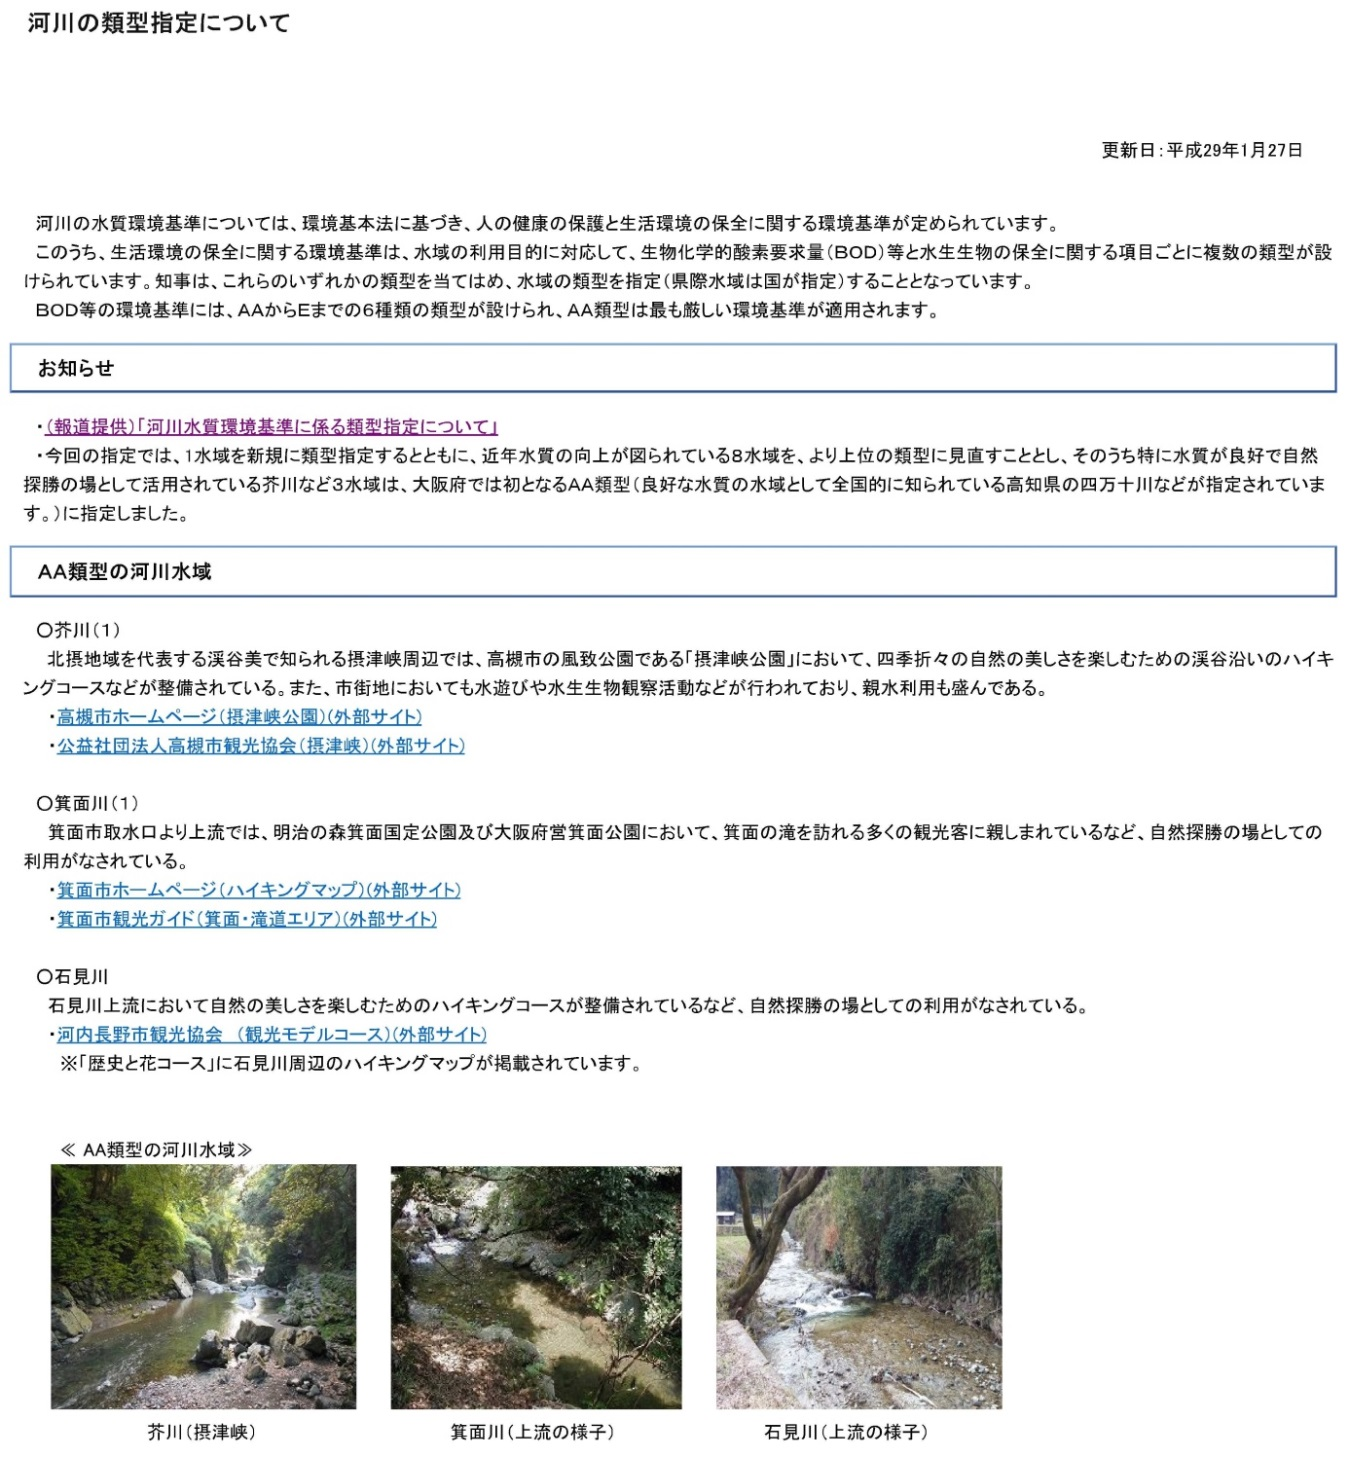 河川の類型指定について
更新日：平成29年1月27日
河川の水質環境基準については、環境基本法に基づき、人の健康の保護と生活環境の保全に関する環境基準が定められています。
このうち、生活環境の保全に関する環境基準は、水域の利用目的に対応して、生物化学的酸素要求量（BOD）等と水生生物の保全に関する項目ごとに複数の類型が設
けられています。知事は、これらのいずれかの類型を当てはめ、水域の類型を指定（県際水域は国が指定）することとなっています。
BOD等の環境基準には、AAからEまでの6種類の類型が設けられ、AA類型は最も厳しい環境基準が適用されます。
お知らせ
・（報道提供）「河川水質環境基準に係る類型指定について」
・今回の指定では、1水域を新規に類型指定するとともに、近年水質の向上が図られている8水域を、より上位の類型に見直すこととし、そのうち特に水質が良好で自然
探勝の場として活用されている芥川など3水域は、大阪府では初となるAA類型（良好な水質の水域として全国的に知られている高知県の四万十川などが指定されていま
す。）に指定しました。
AA類型の河川水域
〇芥川（1）
北摂地域を代表する渓谷美で知られる摂津峡周辺では、高槻市の風致公園である「摂津峡公園」において、四季折々の自然の美しさを楽しむための渓谷沿いのハイキ
ングコースなどが整備されている。また、市街地においても水遊びや水生生物観察活動などが行われており、親水利用も盛んである。
・高槻市ホームページ（摂津峡公園）（外部サイト）
・公益社団法人高槻市観光協会（摂津峡）（外部サイト）
〇箕面川（1）
箕面市取水口より上流では、明治の森箕面国定公園及び大阪府営箕面公園において、箕面の滝を訪れる多くの観光客に親しまれているなど、自然探勝の場としての
利用がなされている。
・箕面市ホームページ（ハイキングマップ）（外部サイト）
・箕面市観光ガイド（箕面・滝道エリア）（外部サイト）
〇石見川
石見川上流において自然の美しさを楽しむためのハイキングコースが整備されているなど、自然探勝の場としての利用がなされている。
・河内長野市観光協会　（観光モデルコース）（外部サイト）
※「歴史と花コース」に石見川周辺のハイキングマップが掲載されています。
≪ AA類型の河川水域≫
芥川（摂津峡）
箕面川（上流の様子）
石見川（上流の様子）